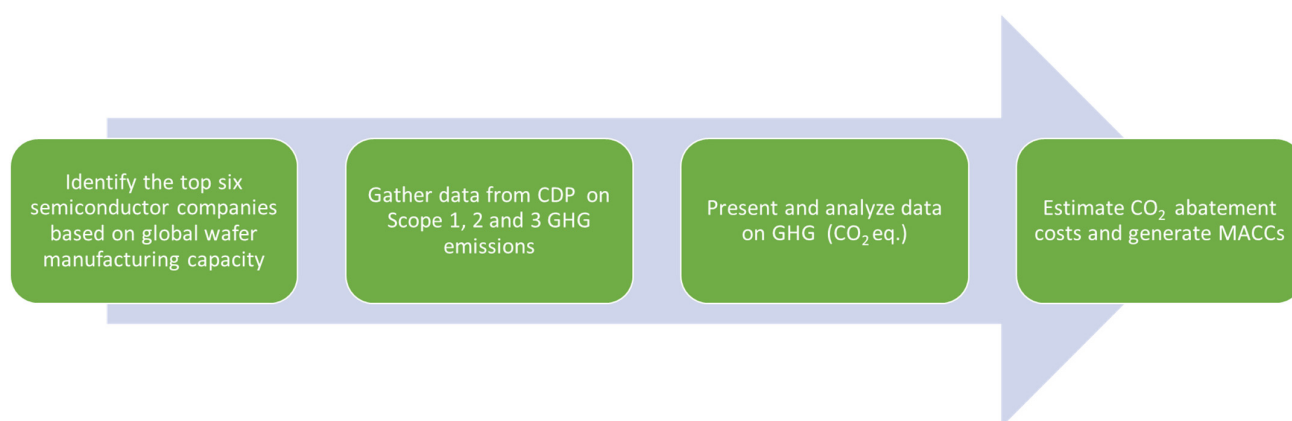 Identify the top six
semiconductor companies
based on global wafer
manufacturing capacity
Gather data from CDP on
Scope 1, 2 and 3 GHG
emissions
Present and analyze data
on GHG (CO₂ eq.)
Estimate CO₂ abatement
costs and generate MACCs